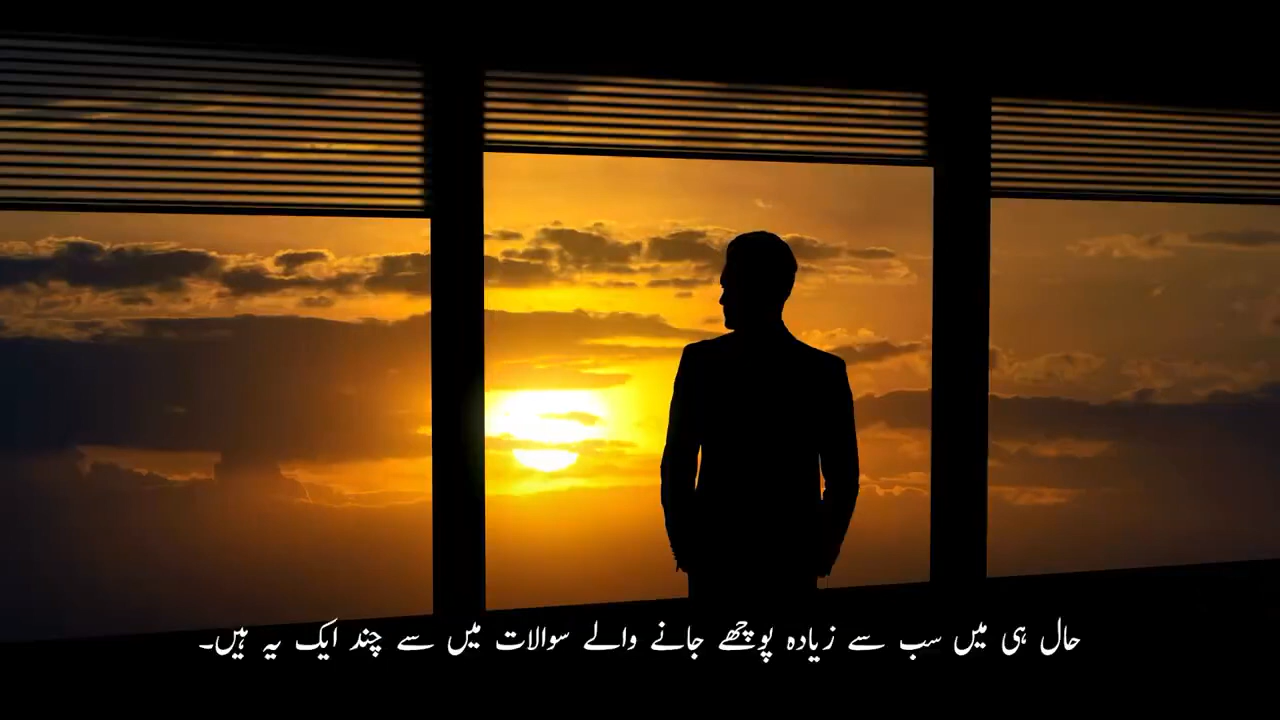 حال ہی میں سب سے زیادہ پوچھے جانے والے سوالات میں سے چند ایک یہ ہیں۔